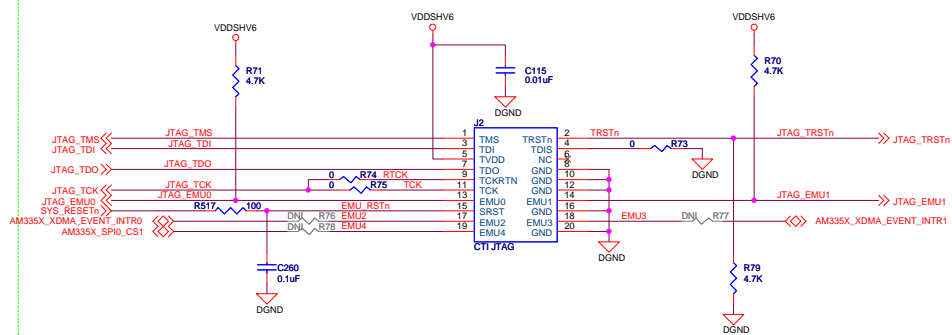 VDDSHV6 VDDSHV6 VDDSHV6
R71
4.7K
R70
4.7K
C115
0.01uF
DGND
J2
JTAG_TMS JTAG_TMS 1 TMS TRSTn 2 TRSTn JTAG_TRSTn JTAG_TRSTn
JTAG_TDI JTAG_TDI 3 TDI TDIS 4 0 R73
5 TVDD NC 6
DGND
JTAG_TDO JTAG_TDO 7 TDO GND 8
0 R74 RTCK 9 TCKRTN GND 10
JTAG_TCK JTAG_TCK 0 R75 TCK 11 TCK GND 12
JTAG_EMU0 JTAG_EMU0 13 EMU0 EMU1 14 JTAG_EMU1 JTAG_EMU1
SYS_RESETn R517 100 EMU_RSTn 15 SRST GND 16
AM335X_XDMA_EVENT_INTR0 DNI R76 EMU2 17 EMU2 EMU3 18 EMU3 DNI R77 AM335X_XDMA_EVENT_INTR1
AM335X_SPI0_CS1 DNI R78 EMU4 19 EMU4 GND 20
CTI JTAG
DGND
C260
0.1uF
R79
4.7K
DGND
DGND